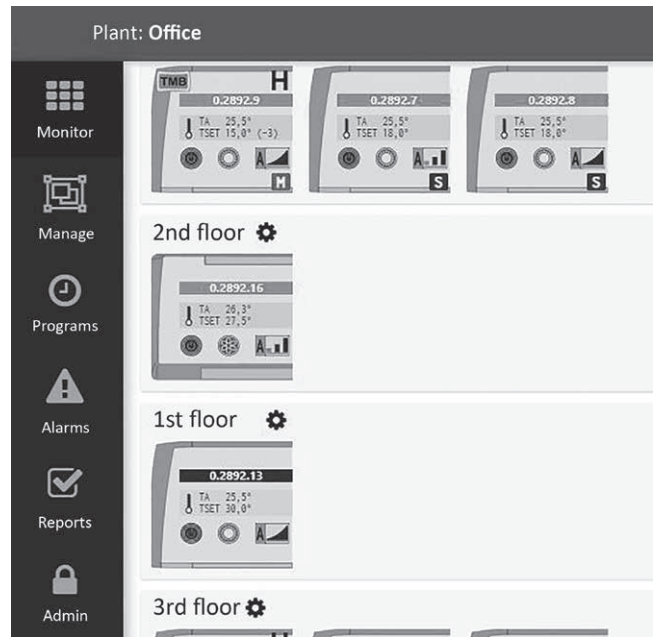 Plant: Office
Monitor
Manage
Programs
Alarms
Reports
Admin
TMB H
0.2892.9
TA 25,5°
TSET 15,0° (-3)
A
M
0.2892.7
TA 25,5°
TSET 18,0°
A
S
0.2892.8
TA 25,5°
TSET 18,0°
A
S
2nd floor
0.2892.16
TA 26,3°
TSET 27,5°
A
1st floor
0.2892.13
TA 25,5°
TSET 30,0°
A
3rd floor
H